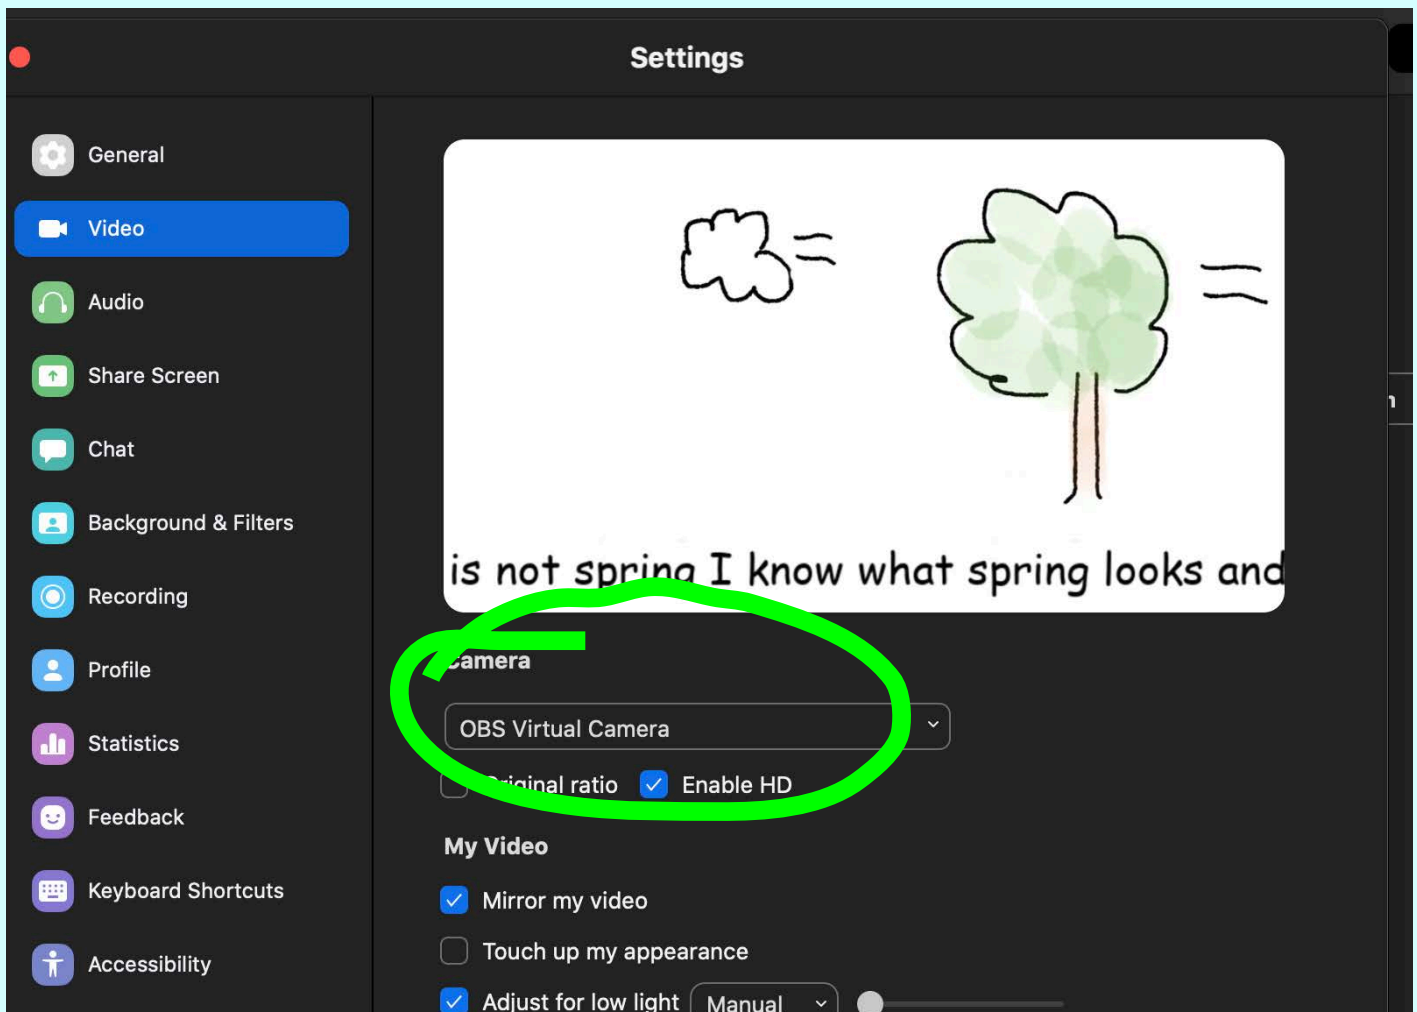 Settings
General
Video
Audio
Share Screen
Chat
Background & Filters
Recording
Profile
Statistics
Feedback
Keyboard Shortcuts
Accessibility
is not spring I know what spring looks and
Camera
OBS Virtual Camera
Original ratio Enable HD
My Video
Mirror my video
Touch up my appearance
Adjust for low light Manual